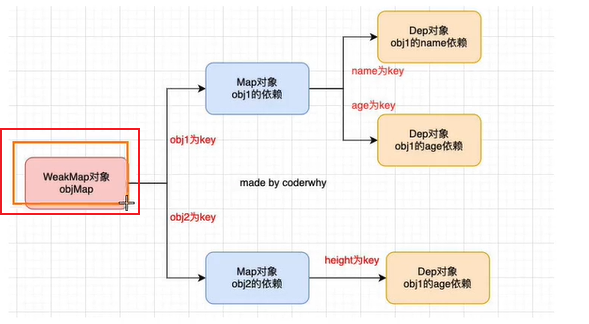 Dep对象
obj1的name依赖
Map对象
obj1的依赖
name为key
age为key
Dep对象
obj1的age依赖
obj1为key
WeakMap对象
objMap
made by coderwhy
obj2为key
Map对象
obj2的依赖
height为key
Dep对象
obj1的age依赖